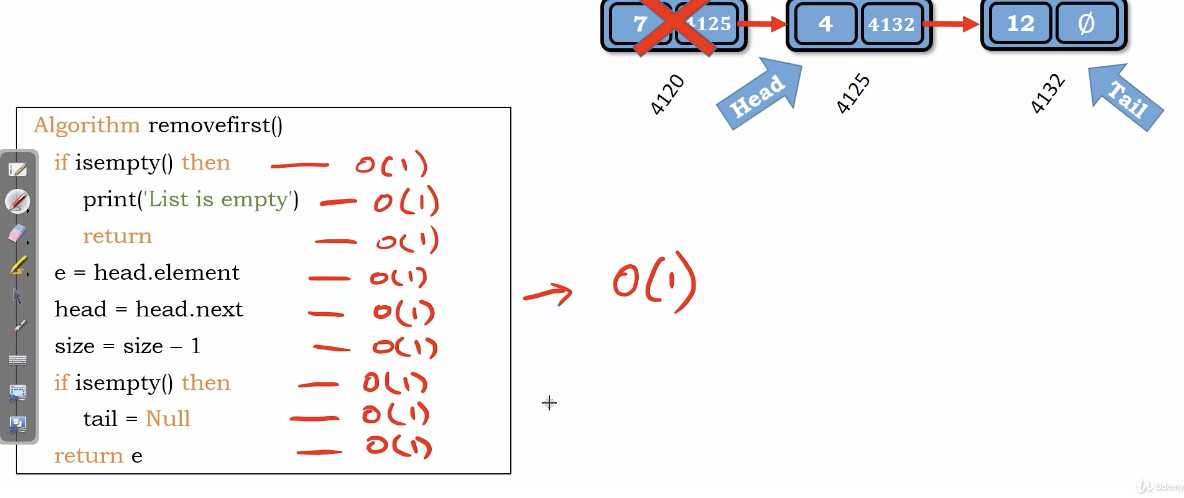 7 4125 4 4132 12 ∅
4120 Head 4125 4132 Tail
Algorithm removefirst()
if isempty() then O(1)
print('List is empty') O(1)
return O(1)
e = head.element O(1)
head = head.next O(1)
size = size – 1 O(1)
if isempty() then O(1)
tail = Null O(1)
return e O(1)
→ O(1)
Udemy